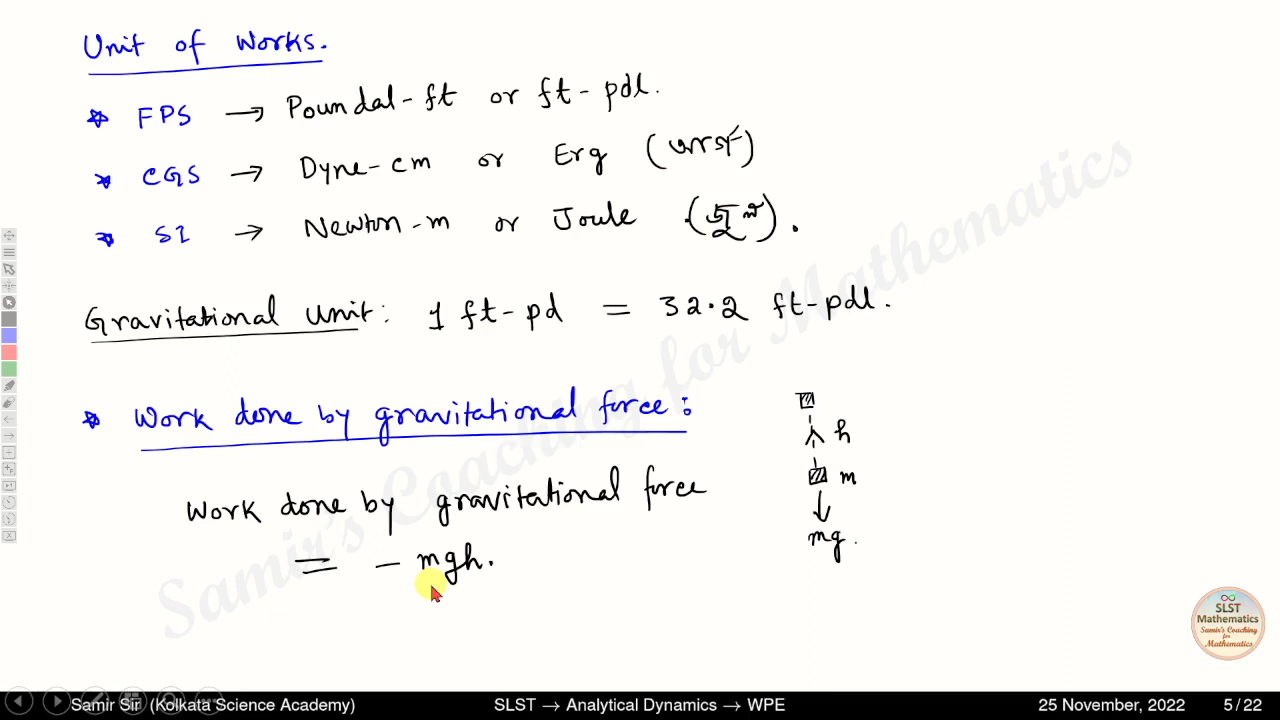 Unit of Works.
FPS → Poundal-ft or ft-pdl.
CGS → Dyne-cm or Erg (আর্গ)
SI → Newton-m or Joule (জুল).
Gravitational Unit: 1 ft-pd = 32.2 ft-pdl.
Work done by gravitational force:
h
m
mg.
Work done by gravitational force
= - mgh.
Samir's Coaching for Mathematics
SLST
Mathematics
Samir's Coaching
for
Mathematics
Samir Sir (Kolkata Science Academy) SLST → Analytical Dynamics → WPE 25 November, 2022 5 / 22